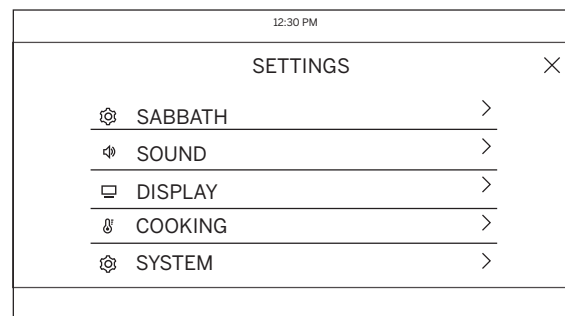 12:30 PM
SETTINGS
SABBATH
SOUND
DISPLAY
COOKING
SYSTEM